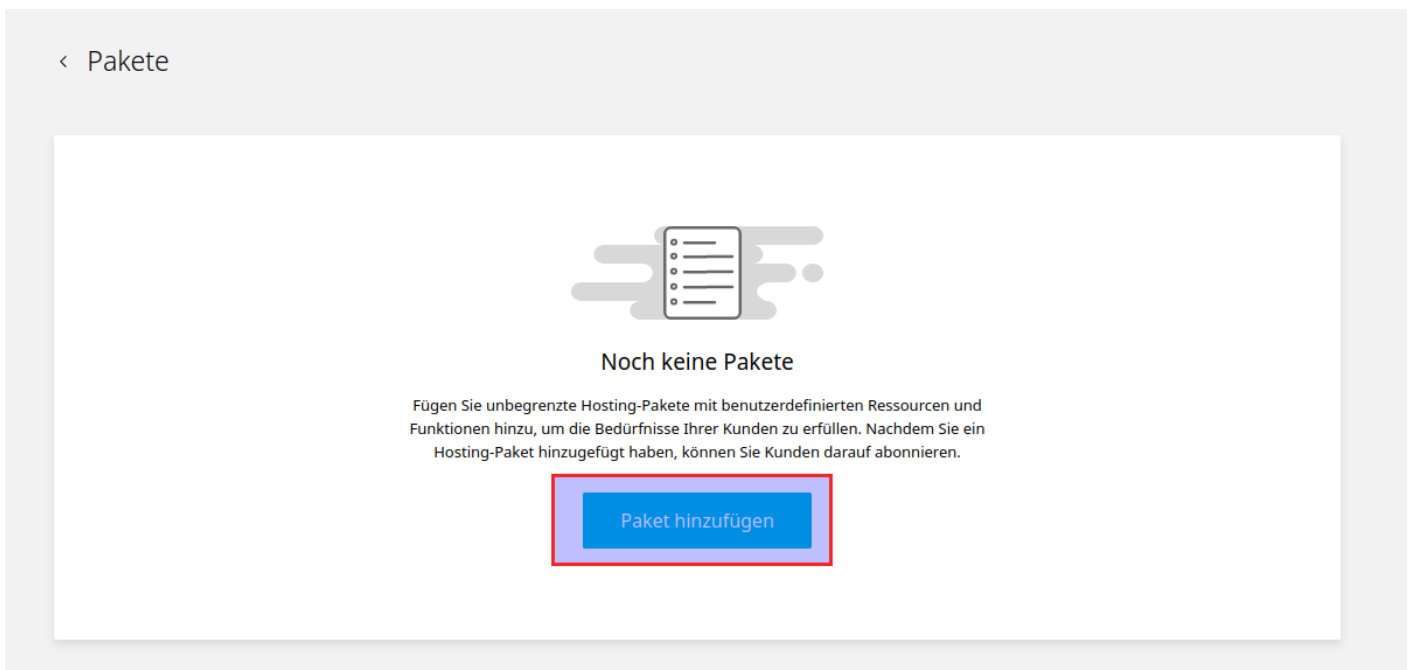 Pakete
Noch keine Pakete
Fügen Sie unbegrenzte Hosting-Pakete mit benutzerdefinierten Ressourcen und
Funktionen hinzu, um die Bedürfnisse Ihrer Kunden zu erfüllen. Nachdem Sie ein
Hosting-Paket hinzugefügt haben, können Sie Kunden darauf abonnieren.
Paket hinzufügen